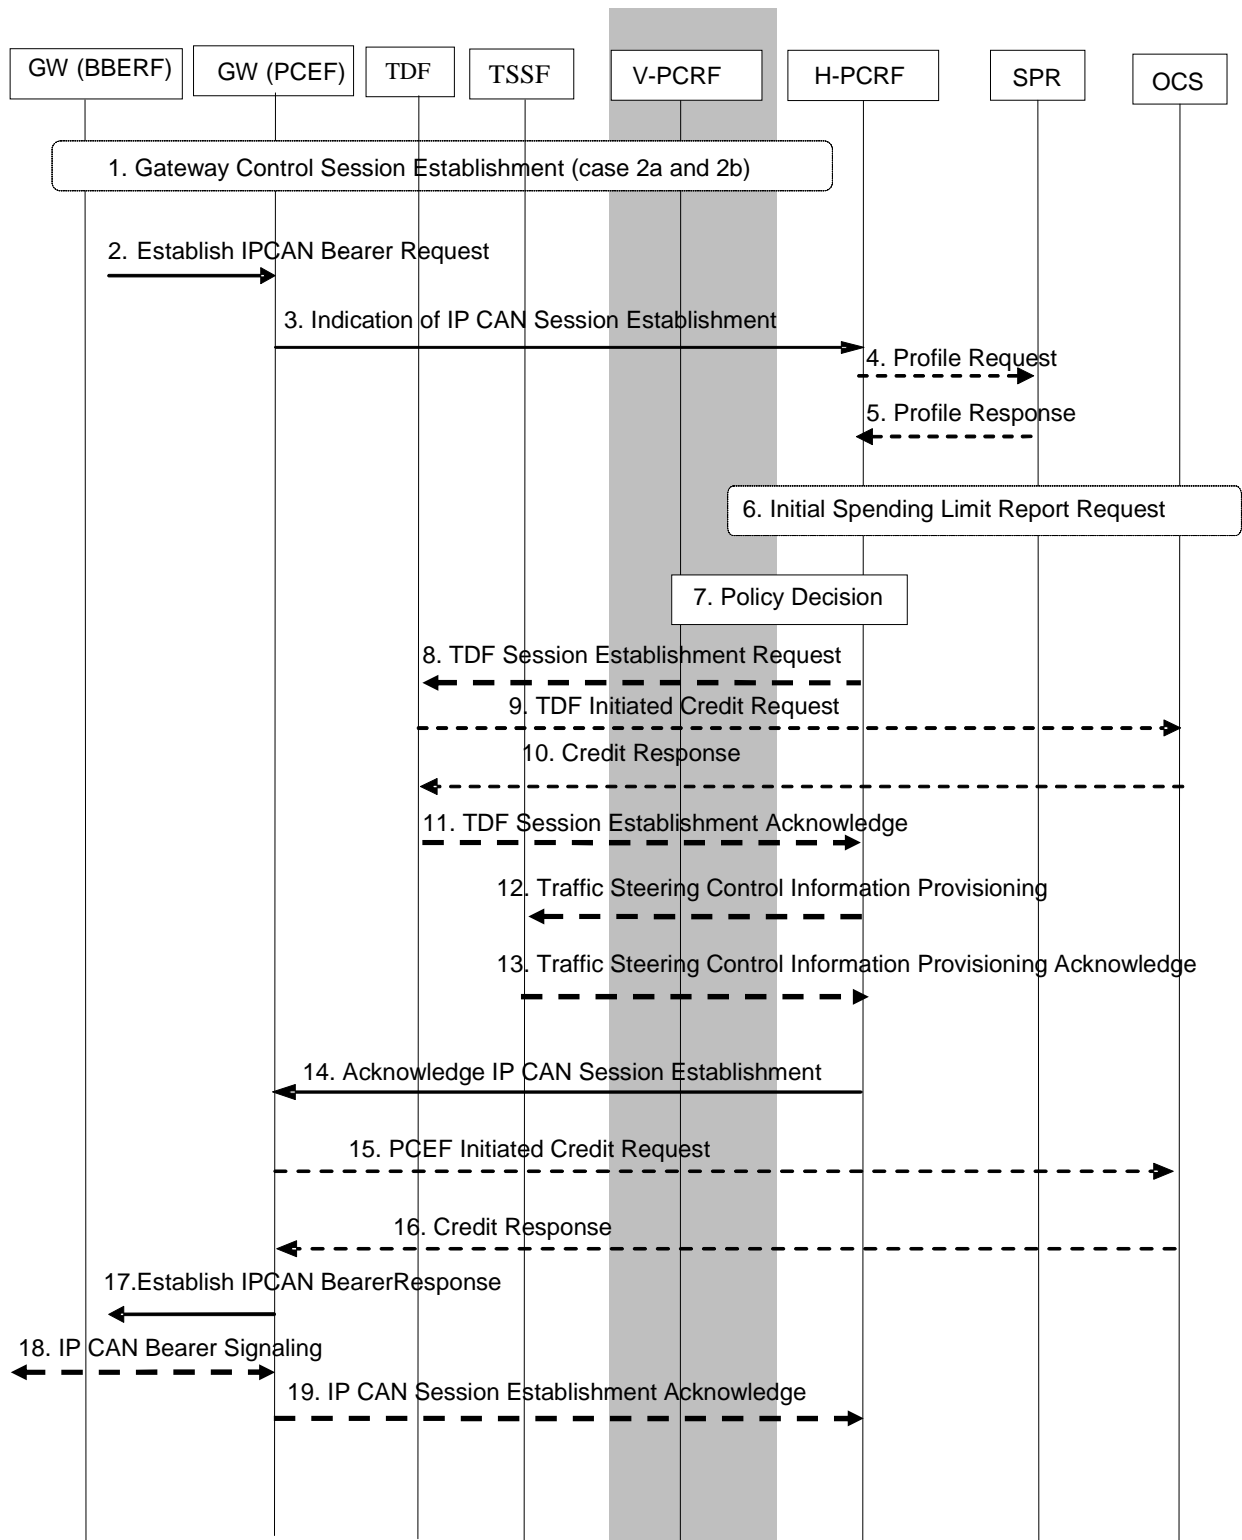 GW (BBERF)
GW (PCEF)
TDF
TSSF
V-PCRF
H-PCRF
SPR
OCS
1. Gateway Control Session Establishment (case 2a and 2b)
2. Establish IPCAN Bearer Request
3. Indication of IP CAN Session Establishment
4. Profile Request
5. Profile Response
6. Initial Spending Limit Report Request
7. Policy Decision
8. TDF Session Establishment Request
9. TDF Initiated Credit Request
10. Credit Response
11. TDF Session Establishment Acknowledge
12. Traffic Steering Control Information Provisioning
13. Traffic Steering Control Information Provisioning Acknowledge
14. Acknowledge IP CAN Session Establishment
15. PCEF Initiated Credit Request
16. Credit Response
17.Establish IPCAN BearerResponse
18. IP CAN Bearer Signaling
19. IP CAN Session Establishment Acknowledge